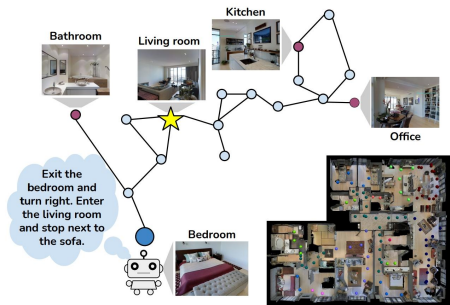 Kitchen
Bathroom
Living room
Office
Exit the
bedroom and
turn right. Enter
the living room
and stop next to
the sofa.
Bedroom